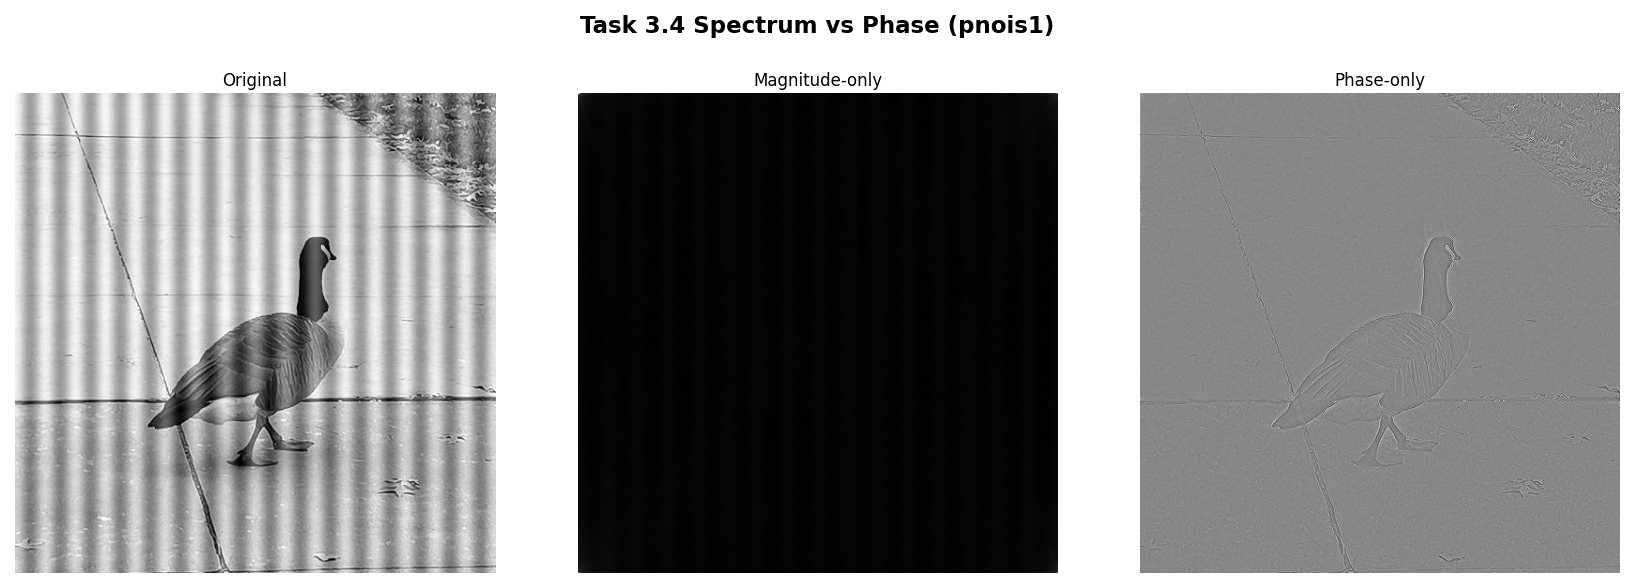 Task 3.4 Spectrum vs Phase (pnois1)
Original
Magnitude-only
Phase-only